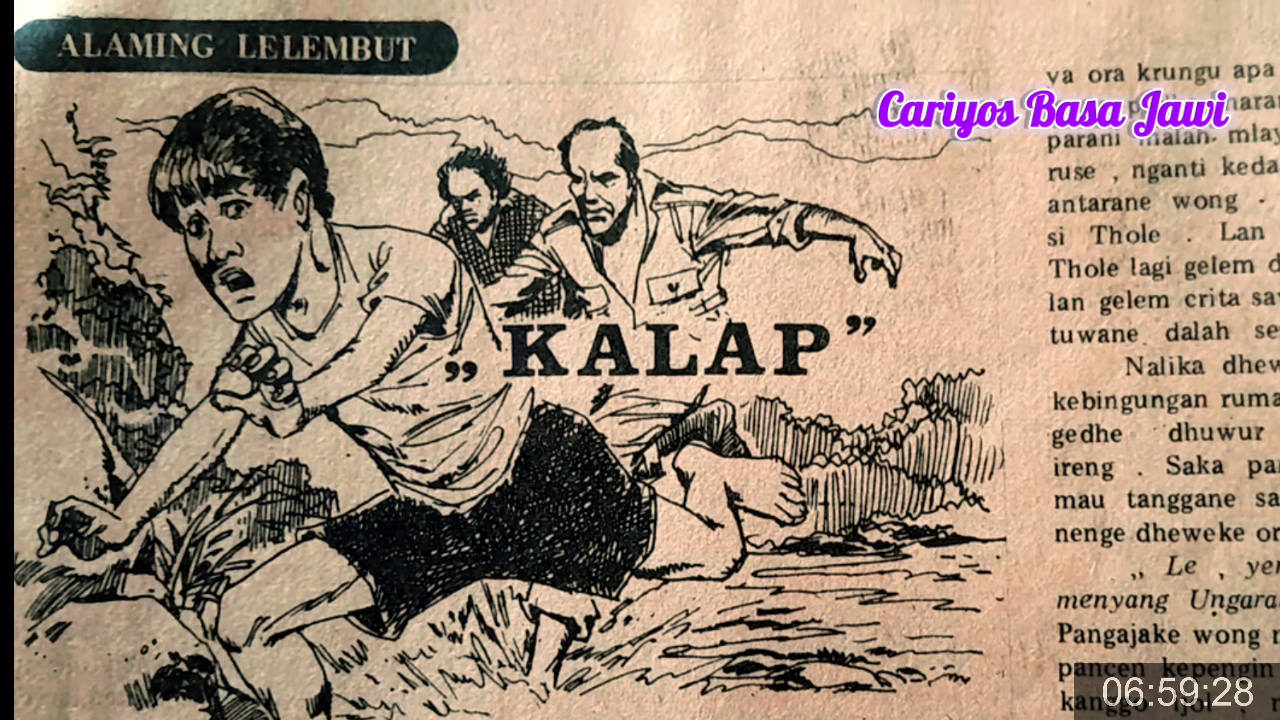 ALAMING LELEMBUT
Cariyos Basa Jawi
„KALAP”
ya ora krungu apa
parani malah mlay
ruse , nganti keda
antarane wong -
si Thole . Lan
Thole lagi gelem d
lan gelem crita sa
tuwane dalah se
Nalika dhew
kebingungan ruma
gedhe dhuwur
ireng . Saka pa
mau tanggane sa
nenge dheweke or
„ Le , yen
menyang Ungara
Pangajake wong
pancen kepengin
kanggo
06:59:28